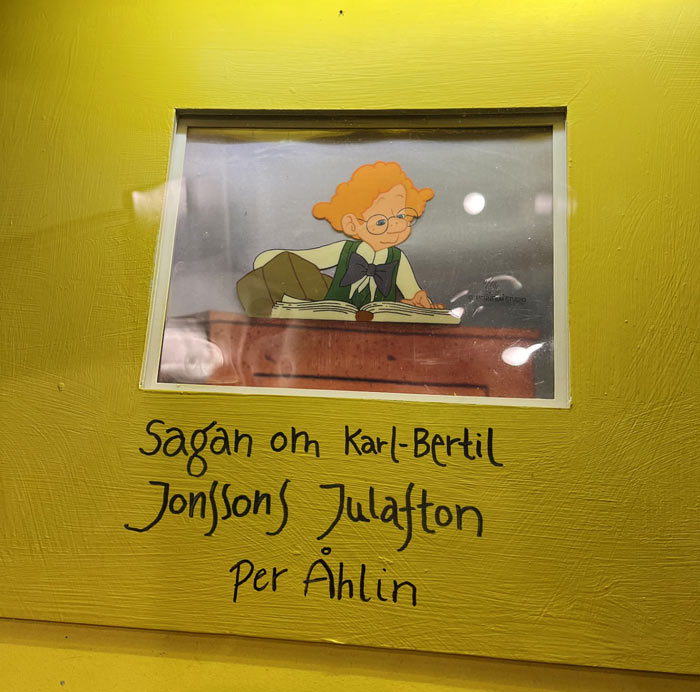 Sagan om Karl-Bertil
Jonssons Julafton
Per Åhlin